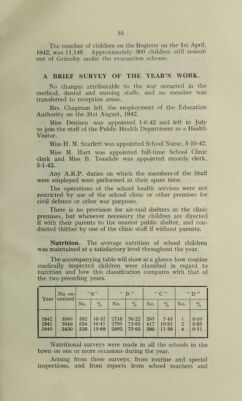 53
The number of children on the Register on the 1st April,
1942, was 11,149. Approximately 300 children still remain
out of Grimsby under the evacuation scheme.
A BRIEF SURVEY OF THE YEAR'S WORK.
No changes attributable to the war occurred in the
medical, dental and nursing staffs, and no member was
transferred to reception areas.
Mrs. Chapman left the employment of the Education
Authority on the 31st August, 1942.
Miss Denison was appointed 1-6-42 and left in July
to join the staff of the Public Health Department as a Health
Visitor.
Miss H. M. Scarlett was appointed School Nurse, 5-10-42.
Miss M. Hart was appointed full-time School Clinic
clerk and Miss B. Teasdale was appointed records clerk,
5-1-42.
Any A.R.P. duties on which the members of the Staff
were employed were performed in their spare time.
The operations of the school health services were not
restricted by use of the school clinic or other premises for
civil defence or other war purposes.
There is no provision for air-raid shelters in the clinic
premises, but whenever necessary the children are directed
if with their parents to the nearest public shelter, and con-
ducted thither by one of the clinic staff if without parents.
Nutrition. The average nutrition of school children
was maintained at a satisfactory level throughout the year.
The accompanying table will show at a glance how routine
medically inspected children were classified in regard to
nutrition and how this classification compares with that of
the two preceding years.
Year No. ex- amined "A" "B" "C" "D"
No. % No. % No. % No. %
1942 3566 582 16·32 2718 76·22 265 7·43 1 0·03
1941 3848 634 16·47 2795 72·63 417 10·83 2 0·05
1940 3430 538 15·68 2492 72·65 396 11·56 4 0·11
Nutritional surveys were made in all the schools in the
town on one or more occasions during the year.
Arising from these surveys, from routine and special
inspections, and from reports from school teachers and